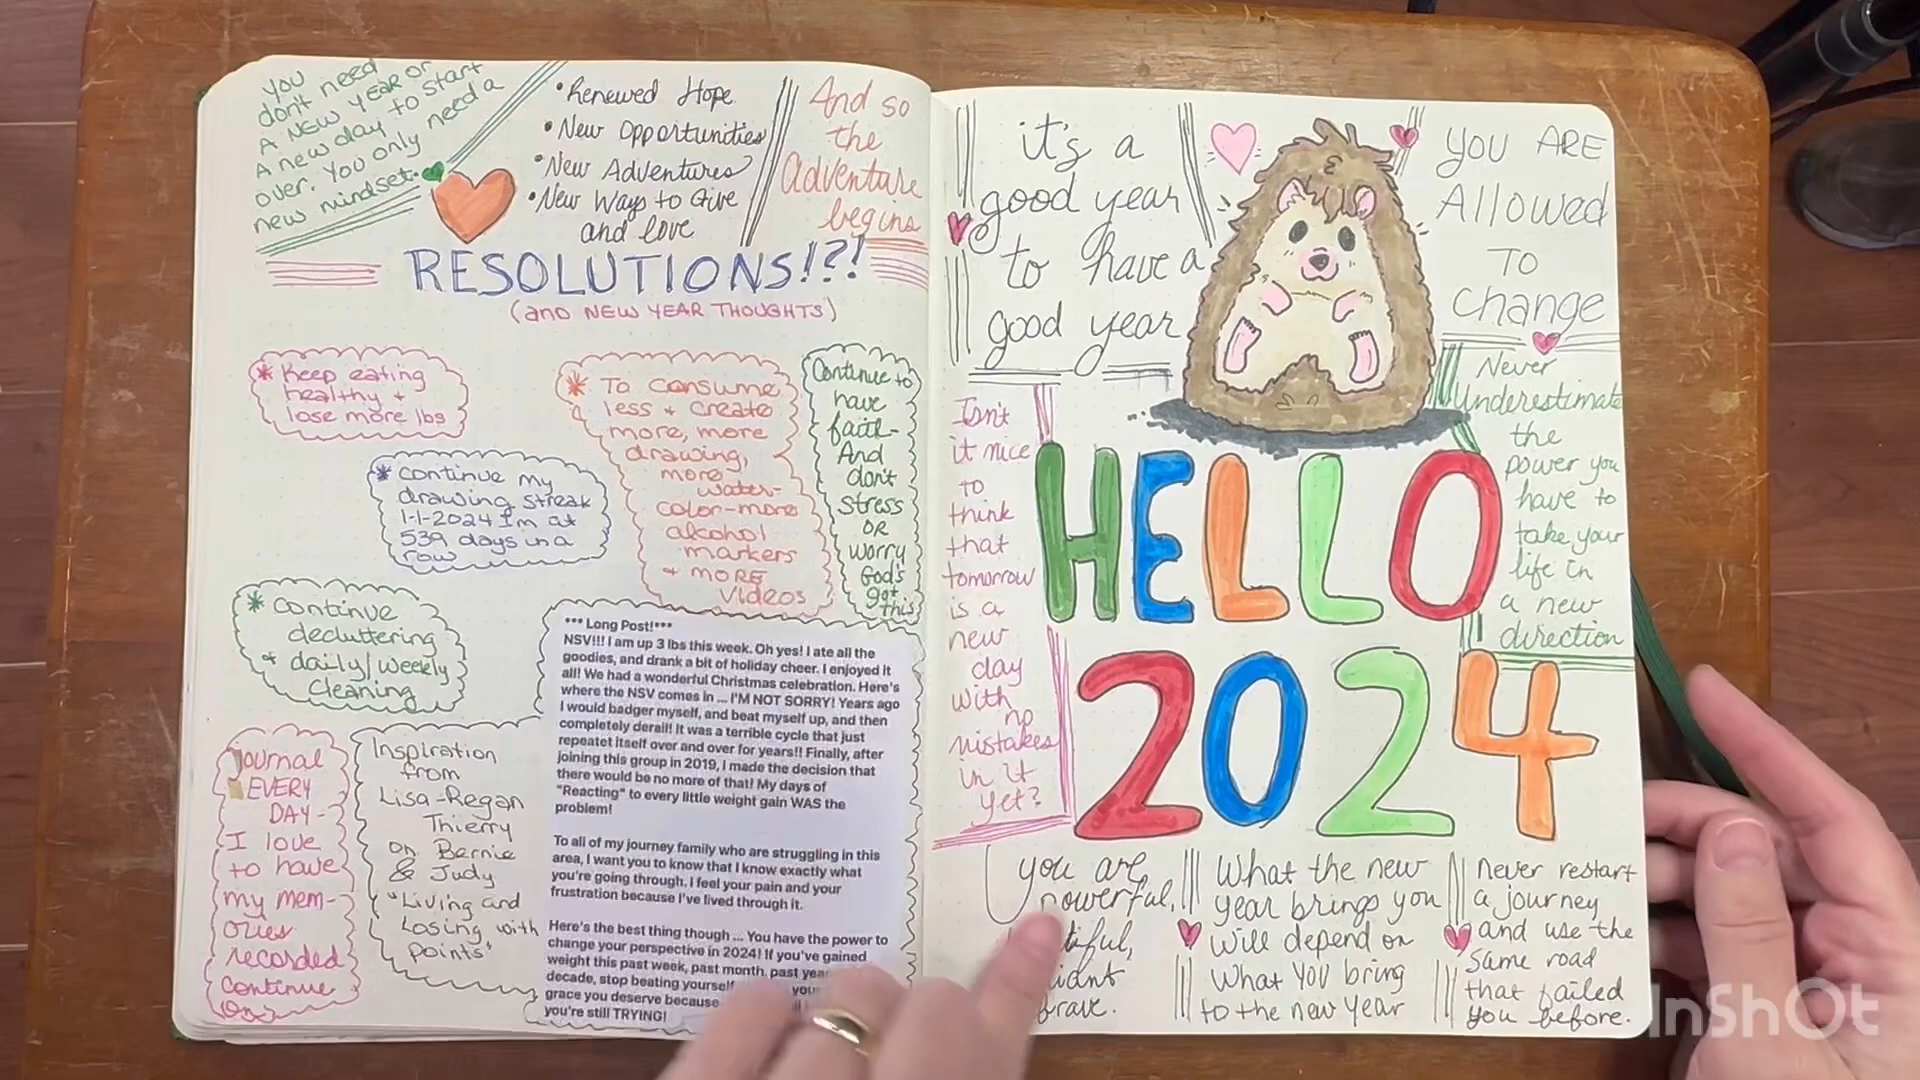 You
don't need
A New Year or
A new day to start
over. You only need a
new mindset.
• Renewed Hope
• New Opportunities
• New Adventures
• New Ways to Give
and love
And so
the
Adventure
begins
RESOLUTIONS!?!
(and NEW YEAR THOUGHTS)
* Keep eating
healthy +
lose more lbs
* Continue my
drawing streak
1-1-2024 I'm at
539 days in a
row
* To Consume
less + create
more, more
drawing,
more
water-
color-more
alcohol
markers
+ MORE
Videos
Continue to
have
faith-
And
don't
stress
OR
worry
God's
got
this
* Continue
decluttering
+ daily/weekly
Cleaning
Journal
EVERY
DAY-
I love
to have
my mem-
ories
recorded
Continue
Inspiration
from
Lisa-Regan
Thierry
on Bernie
& Judy
"Living and
Losing with
Points"
*** Long Post!***
NSV!!! I am up 3 lbs this week. Oh yes! I ate all the
goodies, and drank a bit of holiday cheer. I enjoyed it
all! We had a wonderful Christmas celebration. Here's
where the NSV comes in ... I'M NOT SORRY! Years ago
I would badger myself, and beat myself up, and then
completely derail! It was a terrible cycle that just
repeatet itself over and over for years!! Finally, after
joining this group in 2019, I made the decision that
there would be no more of that! My days of
"Reacting" to every little weight gain WAS the
problem!
To all of my journey family who are struggling in this
area, I want you to know that I know exactly what
you're going through. I feel your pain and your
frustration because I've lived through it.
Here's the best thing though ... You have the power to
change your perspective in 2024! If you've gained
weight this past week, past month, past year
decade, stop beating yourself
grace you deserve because
you're still TRYING!
it's a
good year
to have a
good year
YOU ARE
Allowed
TO
Change
Isn't
it nice
to
think
that
tomorrow
is a
new
day
with
no
mistakes
in it
yet?
Never
Underestimate
the
power you
have to
take your
life in
a new
direction
HELLO
2024
you are
powerful,
brave.
What the new
year brings you
will depend on
what you bring
to the new year
never restart
a journey
and use the
same road
that failed
you before.
InShOt